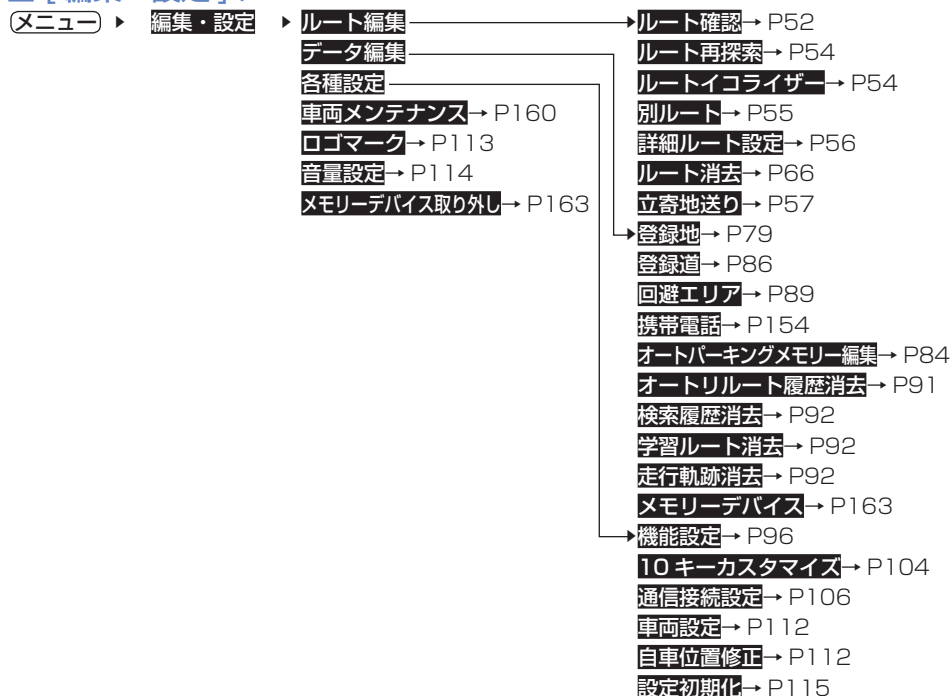 メニュー ▶ 編集・設定 ▶ ルート編集
データ編集
各種設定
車両メンテナンス→ P160
ロゴマーク→ P113
音量設定→ P114
メモリーデバイス取り外し→ P163
ルート確認→ P52
ルート再探索→ P54
ルートイコライザー→ P54
別ルート→ P55
詳細ルート設定→ P56
ルート消去→ P66
立寄地送り→ P57
登録地→ P79
登録道→ P86
回避エリア→ P89
携帯電話→ P154
オートパーキングメモリー編集→ P84
オートリルート履歴消去→ P91
検索履歴消去→ P92
学習ルート消去→ P92
走行軌跡消去→ P92
メモリーデバイス→ P163
機能設定→ P96
10 キーカスタマイズ→ P104
通信接続設定→ P106
車両設定→ P112
自車位置修正→ P112
設定初期化→ P115